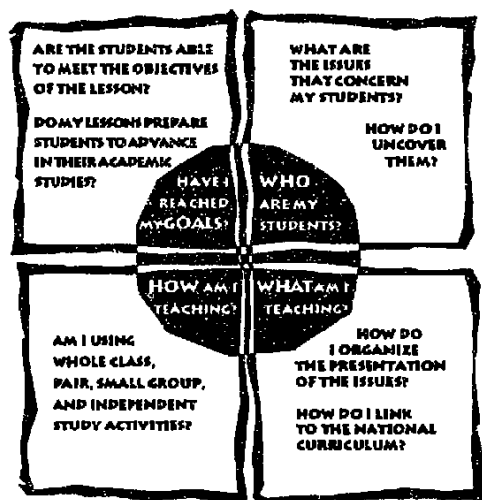 ARE THE STUDENTS ABLE
TO MEET THE OBJECTIVES
OF THE LESSON?
DO MY LESSONS PREPARE
STUDENTS TO ADVANCE
IN THEIR ACADEMIC
STUDIES?
HAVE I
REACHED
MY GOALS?
WHAT ARE
THE ISSUES
THAT CONCERN
MY STUDENTS?
HOW DO I
UNCOVER
THEM?
WHO
ARE MY
STUDENTS?
HOW AM I
TEACHING?
AM I USING
WHOLE CLASS,
PAIR, SMALL GROUP,
AND INDEPENDENT
STUDY ACTIVITIES?
WHAT AM I
TEACHING?
HOW DO
I ORGANIZE
THE PRESENTATION
OF THE ISSUES?
HOW DO I LINK
TO THE NATIONAL
CURRICULUM?